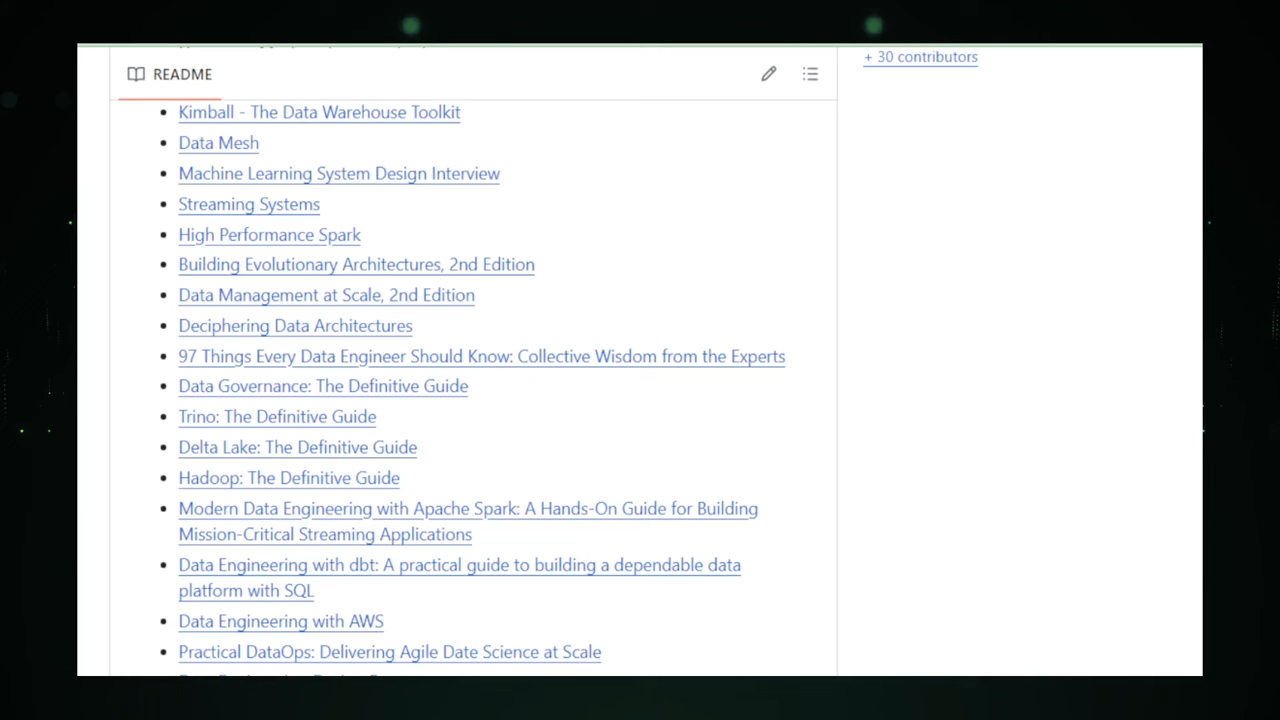 README
+ 30 contributors
Kimball - The Data Warehouse Toolkit
Data Mesh
Machine Learning System Design Interview
Streaming Systems
High Performance Spark
Building Evolutionary Architectures, 2nd Edition
Data Management at Scale, 2nd Edition
Deciphering Data Architectures
97 Things Every Data Engineer Should Know: Collective Wisdom from the Experts
Data Governance: The Definitive Guide
Trino: The Definitive Guide
Delta Lake: The Definitive Guide
Hadoop: The Definitive Guide
Modern Data Engineering with Apache Spark: A Hands-On Guide for Building
Mission-Critical Streaming Applications
Data Engineering with dbt: A practical guide to building a dependable data
platform with SQL
Data Engineering with AWS
Practical DataOps: Delivering Agile Date Science at Scale